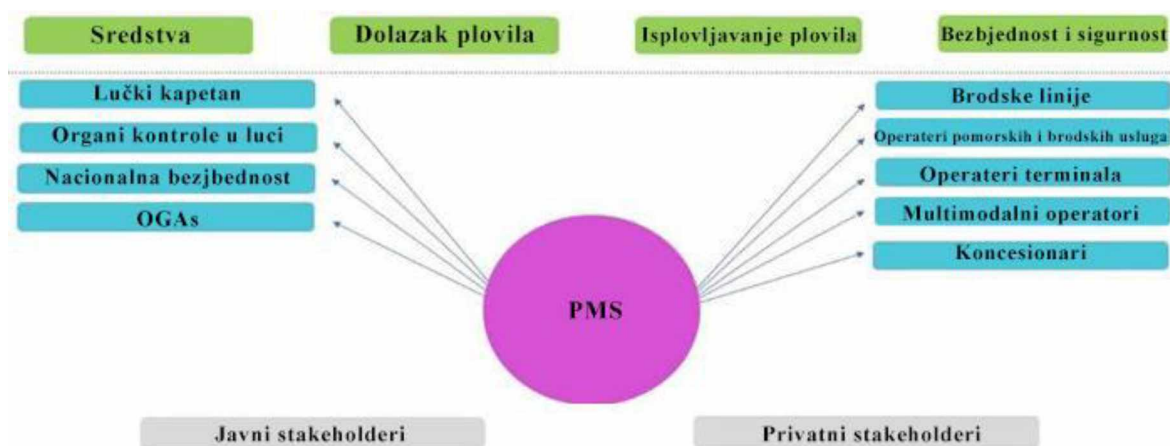 Sredstva
Dolazak plovila
Isplovljavanje plovila
Bezbjednost i sigurnost
Lučki kapetan
Organi kontrole u luci
Nacionalna bezjbednost
OGAs
Brodske linije
Operateri pomorskih i brodskih usluga
Operateri terminala
Multimodalni operatori
Koncesionari
PMS
Javni stakeholderi
Privatni stakeholderi